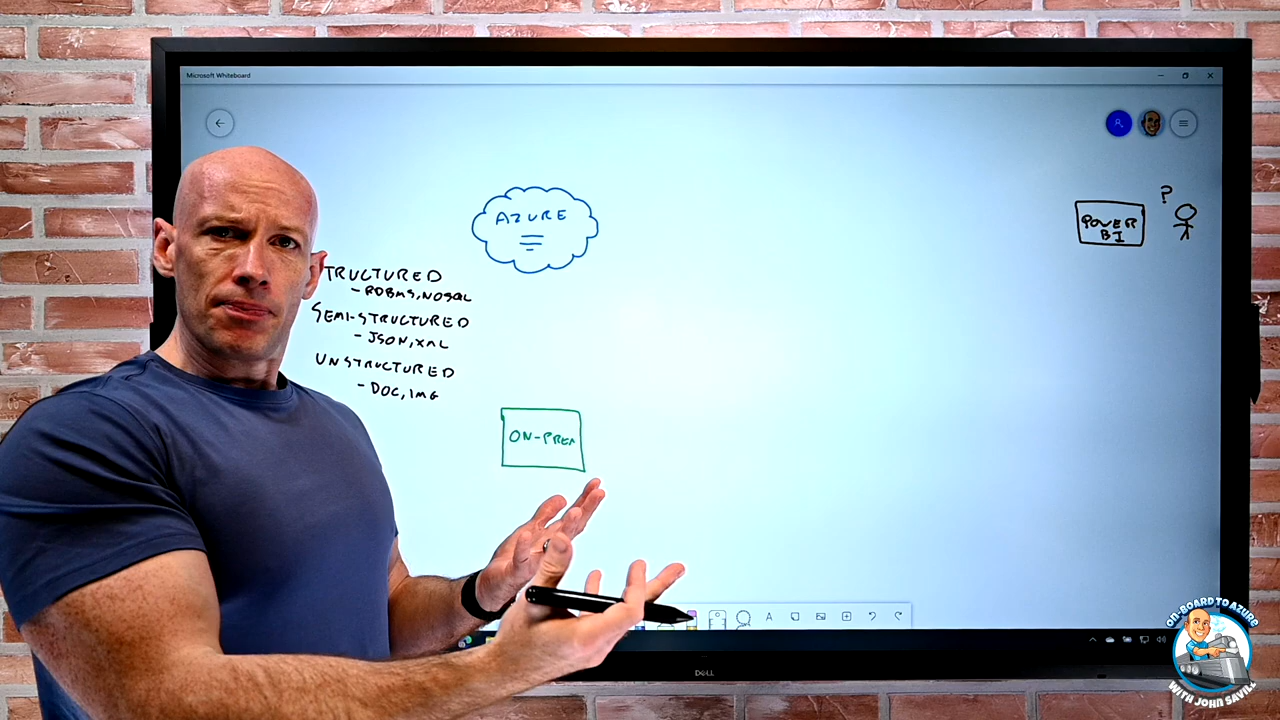 Microsoft Whiteboard
AZURE
?
POWER
BI
TRUCTURED
- RDBMS, NOSQL
SEMI-STRUCTURED
- JSON, XML
UNSTRUCTURED
- DOC, IMG
ON-PREM
A
DELL
ON-BOARD TO AZURE
WITH JOHN SAVILL